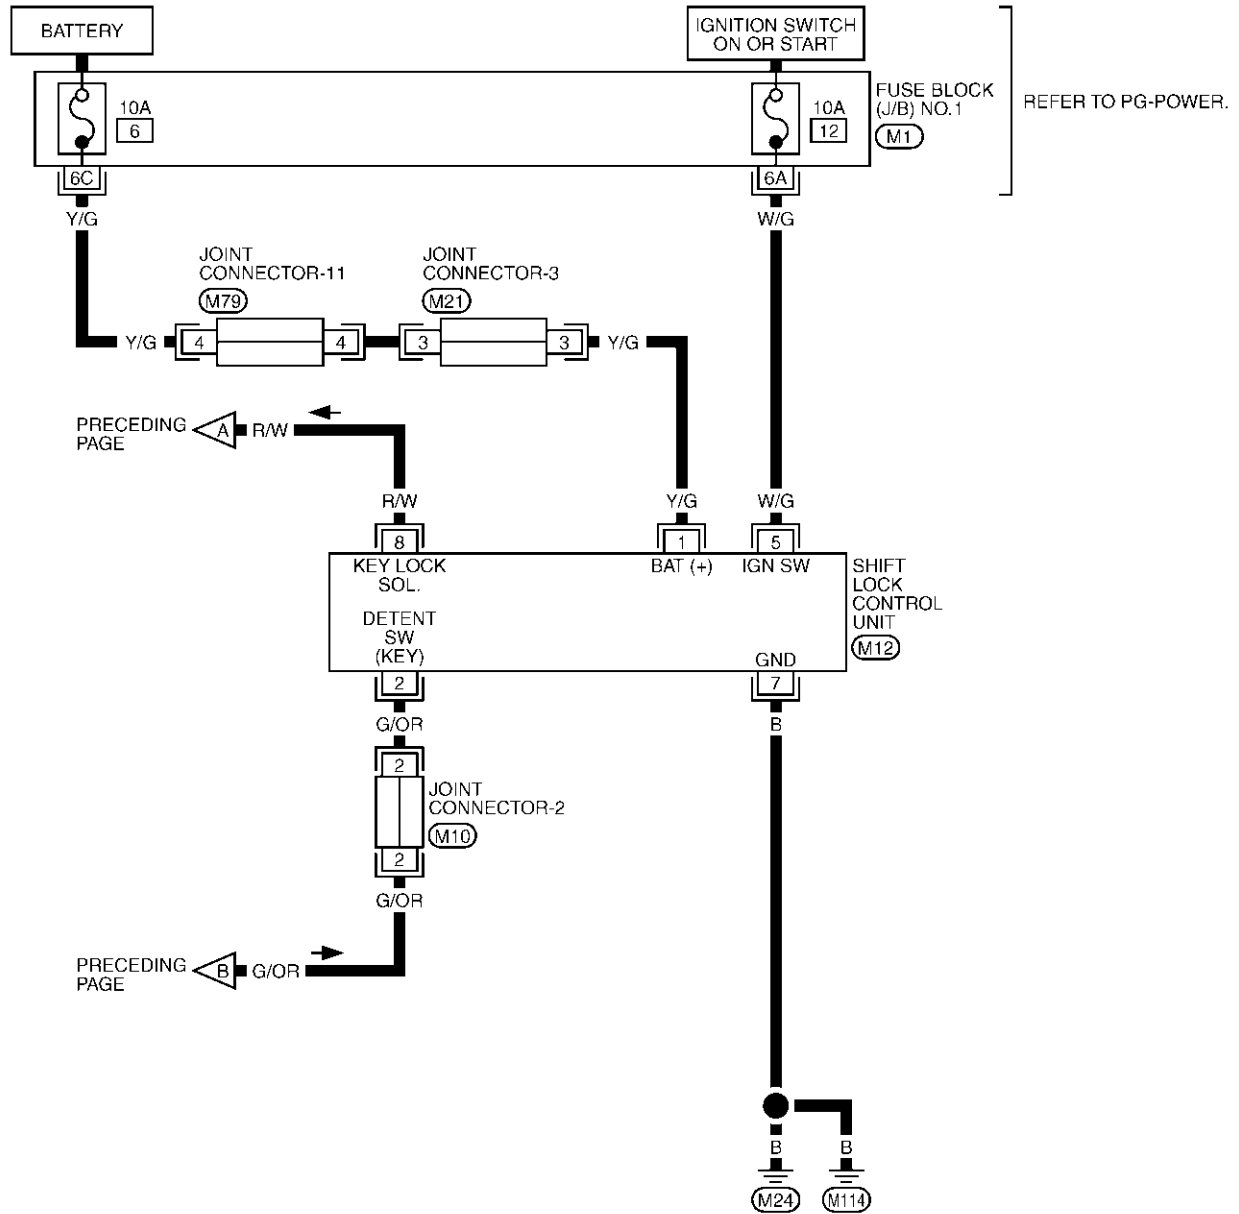 BATTERY
IGNITION SWITCH
ON OR START
10A
6
10A
12
FUSE BLOCK
(J/B) NO.1
M1
REFER TO PG-POWER.
6C
6A
Y/G
W/G
JOINT
CONNECTOR-11
M79
JOINT
CONNECTOR-3
M21
Y/G
4
4
3
3
Y/G
PRECEDING
PAGE
A
R/W
R/W
Y/G
W/G
8
1
5
KEY LOCK
SOL.
BAT (+)
IGN SW
SHIFT
LOCK
CONTROL
UNIT
M12
DETENT
SW
(KEY)
GND
2
7
G/OR
B
2
JOINT
CONNECTOR-2
M10
2
G/OR
PRECEDING
PAGE
B
G/OR
B
B
M24
M114